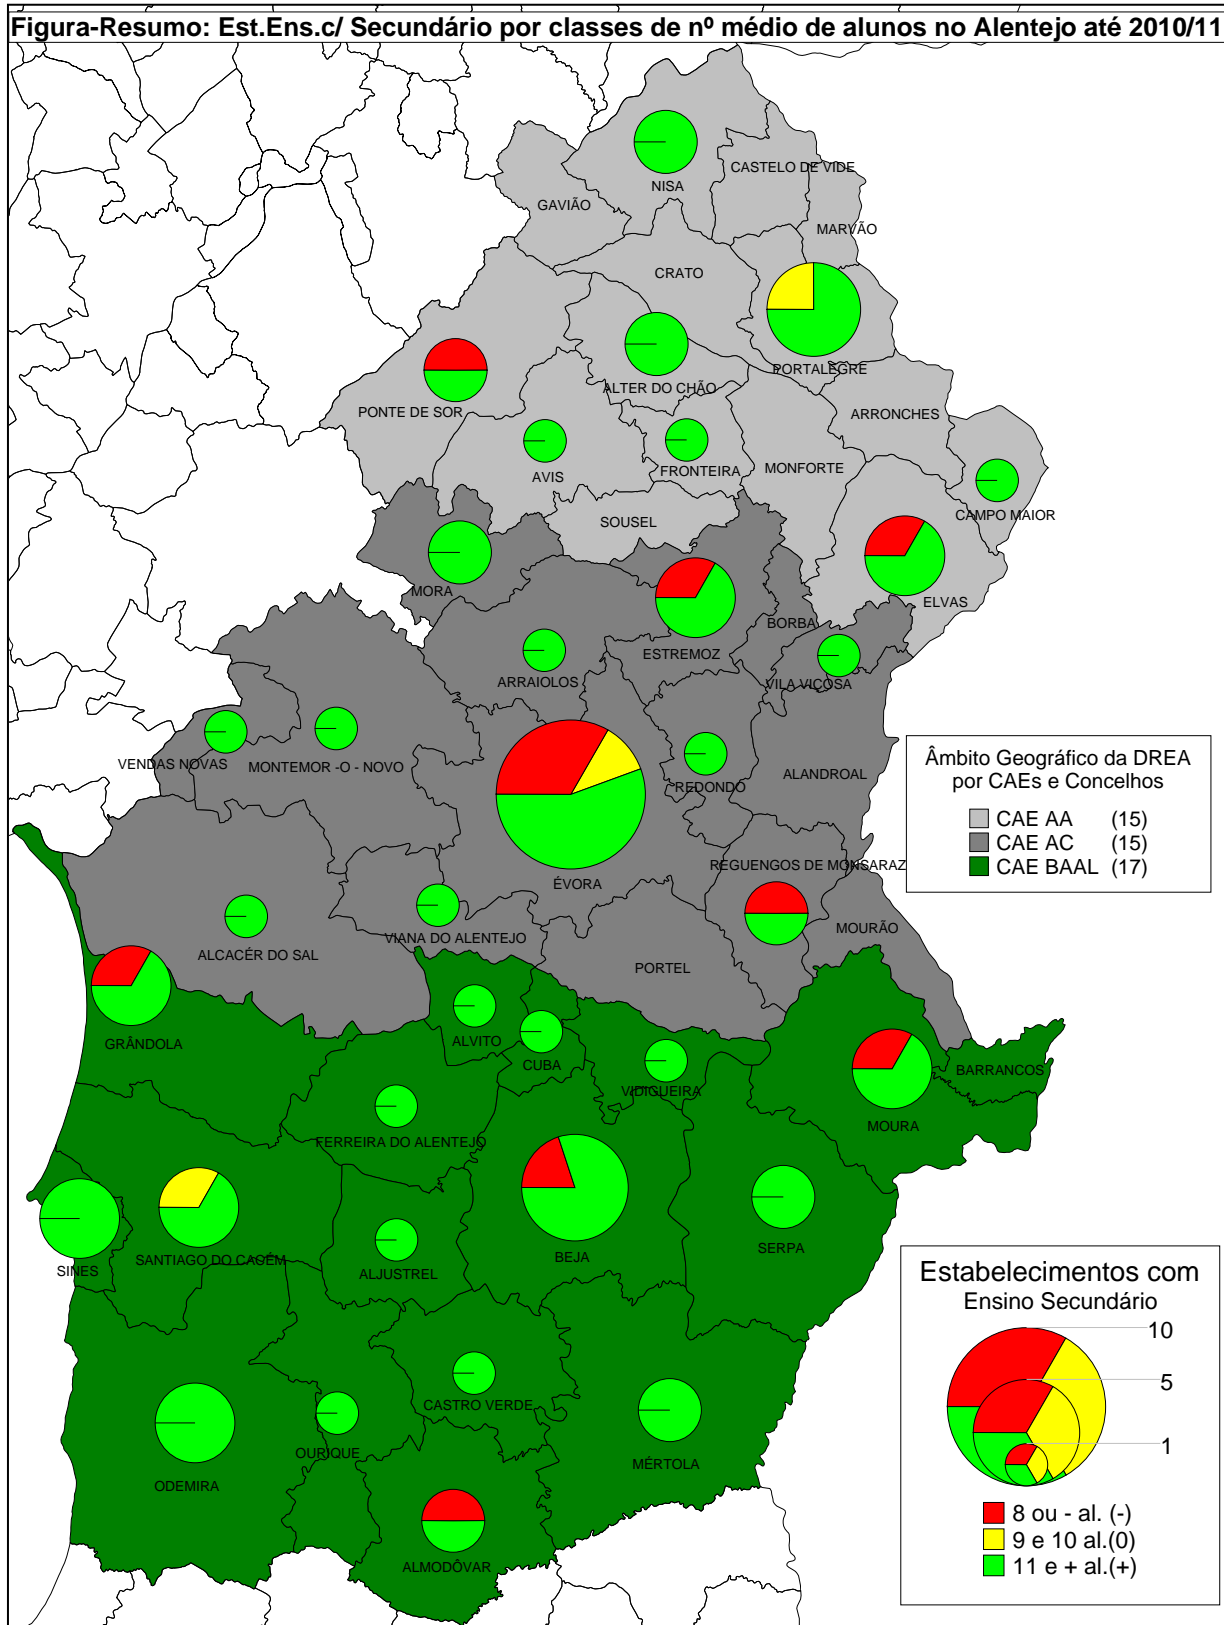 Figura-Resumo: Est.Ens.c/ Secundário por classes de nº médio de alunos no Alentejo até 2010/11
NISA
CASTELO DE VIDE
GAVIÃO
MARVÃO
CRATO
PORTALEGRE
ALTER DO CHÃO
PONTE DE SOR
ARRONCHES
AVIS
FRONTEIRA
MONFORTE
CAMPO MAIOR
SOUSEL
MORA
ELVAS
BORBA
ESTREMOZ
ARRAIOLOS
VILA VIÇOSA
VENDAS NOVAS
MONTEMOR -O - NOVO
REDONDO
ALANDROAL
Âmbito Geográfico da DREA
por CAEs e Concelhos
CAE AA (15)
CAE AC (15)
CAE BAAL (17)
ÉVORA
REGUENGOS DE MONSARAZ
MOURÃO
VIANA DO ALENTEJO
ALCACÉR DO SAL
PORTEL
GRÂNDOLA
ALVITO
CUBA
VIDIGUEIRA
BARRANCOS
MOURA
FERREIRA DO ALENTEJO
SERPA
BEJA
SANTIAGO DO CACÉM
SINES
ALJUSTREL
CASTRO VERDE
OURIQUE
MÉRTOLA
ODEMIRA
ALMODÔVAR
Estabelecimentos com
Ensino Secundário
10
5
1
8 ou - al. (-)
9 e 10 al.(0)
11 e + al.(+)